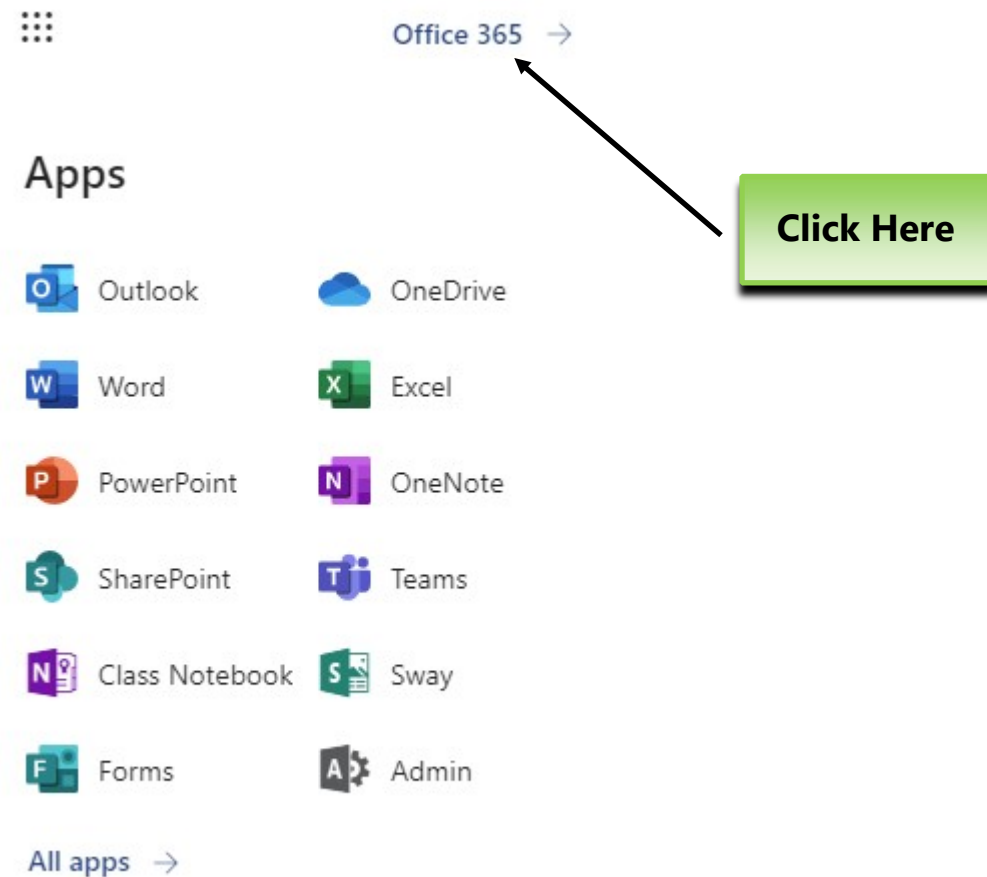 Office 365 →
Apps
Click Here
O Outlook
OneDrive
W Word
X Excel
P PowerPoint
N OneNote
S SharePoint
T Teams
N Class Notebook
S Sway
F Forms
A Admin
All apps →